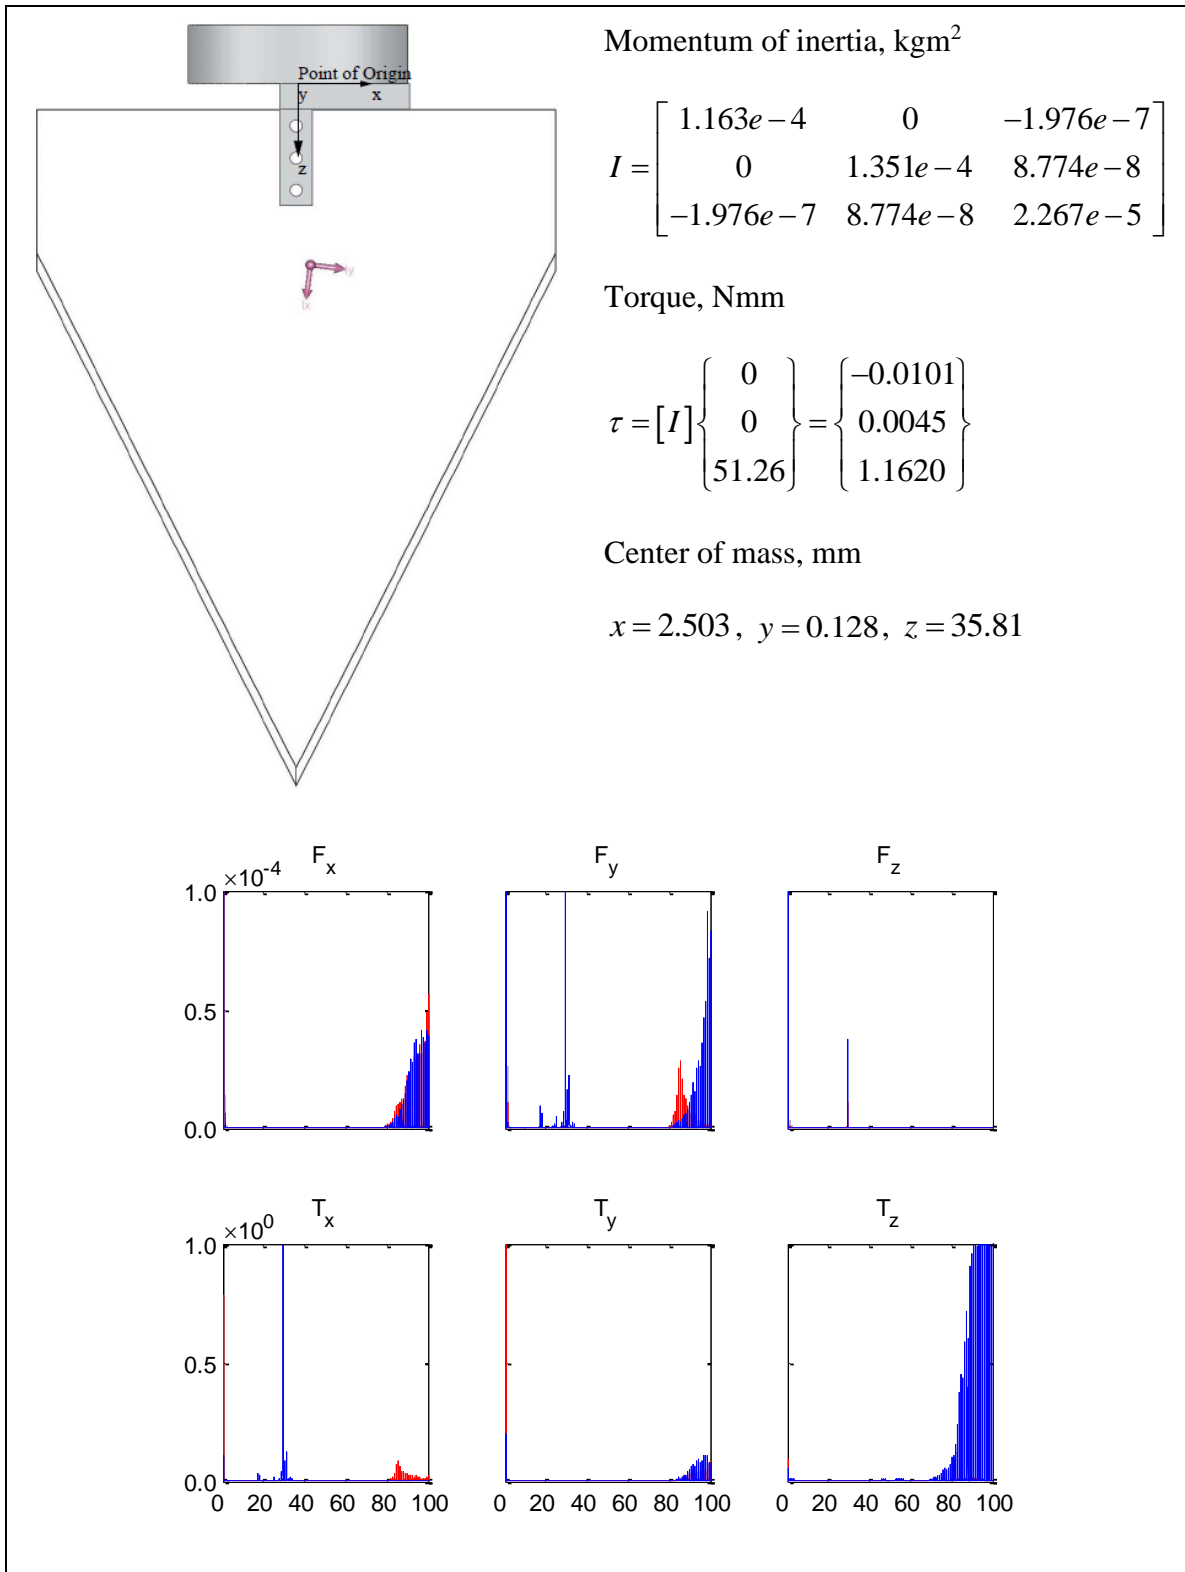 Point of Origin
y x
z
Iy
Ix
Momentum of inertia, kgm²
I = [ 1.163e−4 0 −1.976e−7
0 1.351e−4 8.774e−8
−1.976e−7 8.774e−8 2.267e−5 ]
Torque, Nmm
τ = [I] { 0 0 51.26 } = { −0.0101 0.0045 1.1620 }
Center of mass, mm
x = 2.503, y = 0.128, z = 35.81
F_x F_y F_z
×10^-4
1.0
0.5
0.0
T_x T_y T_z
×10^0
1.0
0.5
0.0
0 20 40 60 80 100 0 20 40 60 80 100 0 20 40 60 80 100